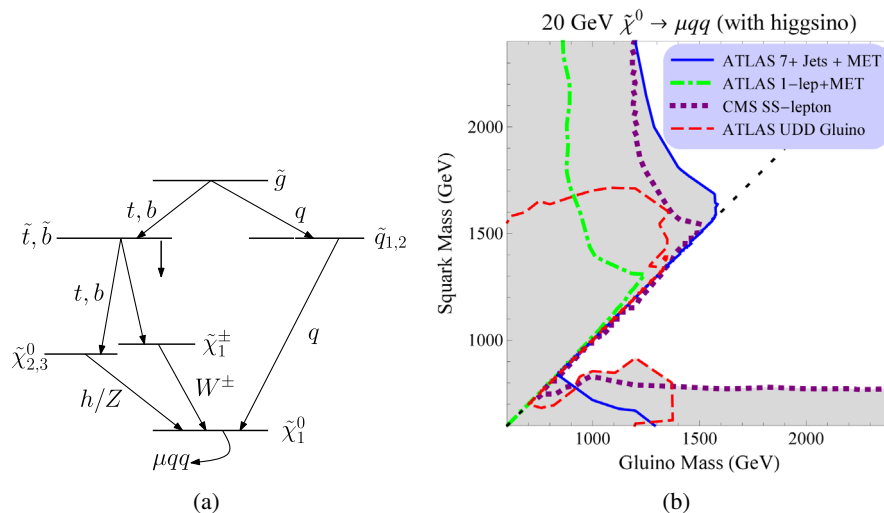 g̃
t, b
q
t̃, b̃
q̃₁,₂
t, b
q
χ̃₁±
χ̃⁰₂,₃
W±
h/Z
χ̃₁⁰
μqq
(a)
20 GeV χ̃⁰ → μqq (with higgsino)
ATLAS 7+ Jets + MET
ATLAS 1-lep+MET
CMS SS-lepton
ATLAS UDD Gluino
Squark Mass (GeV)
2000
1500
1000
1000 1500 2000
Gluino Mass (GeV)
(b)